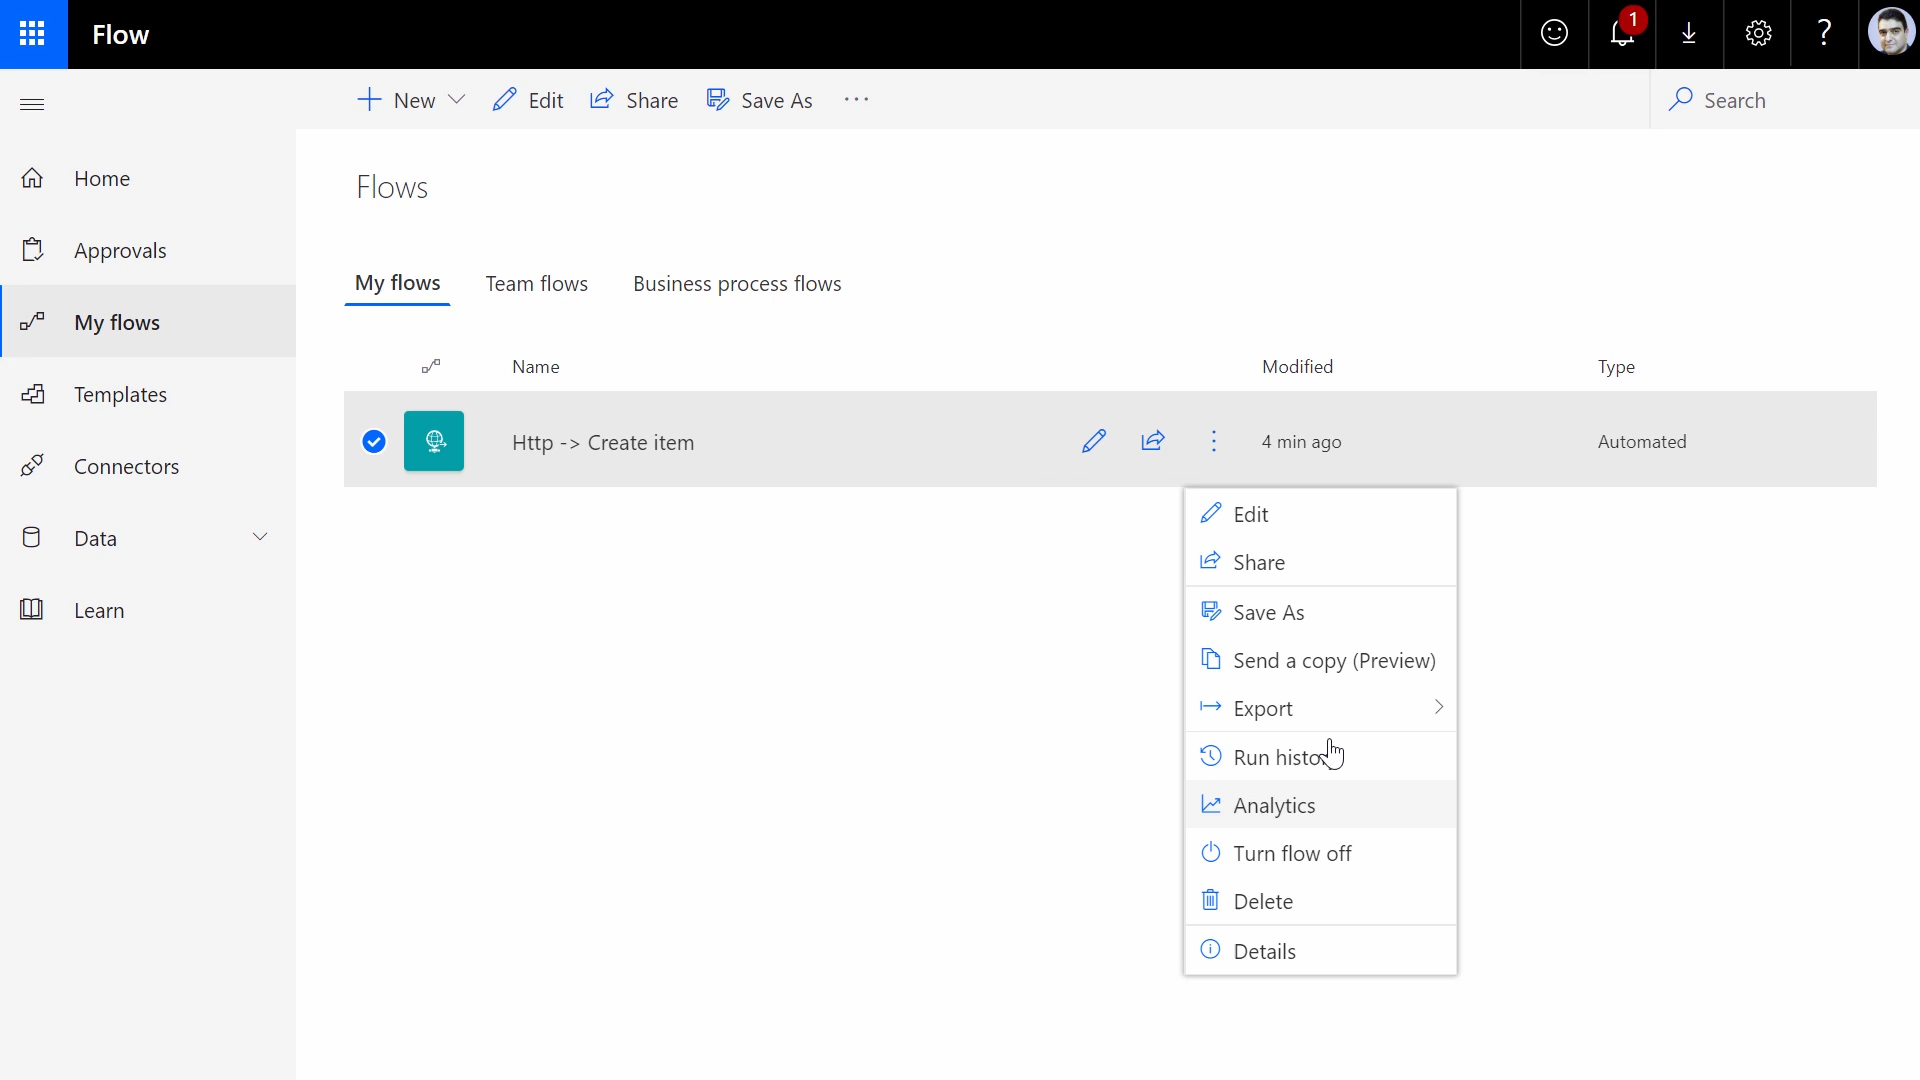 Flow
1
?
New
Edit
Share
Save As
Search
Home
Approvals
My flows
Templates
Connectors
Data
Learn
Flows
My flows
Team flows
Business process flows
Name
Modified
Type
Http -> Create item
4 min ago
Automated
Edit
Share
Save As
Send a copy (Preview)
Export
Run histo
Analytics
Turn flow off
Delete
Details